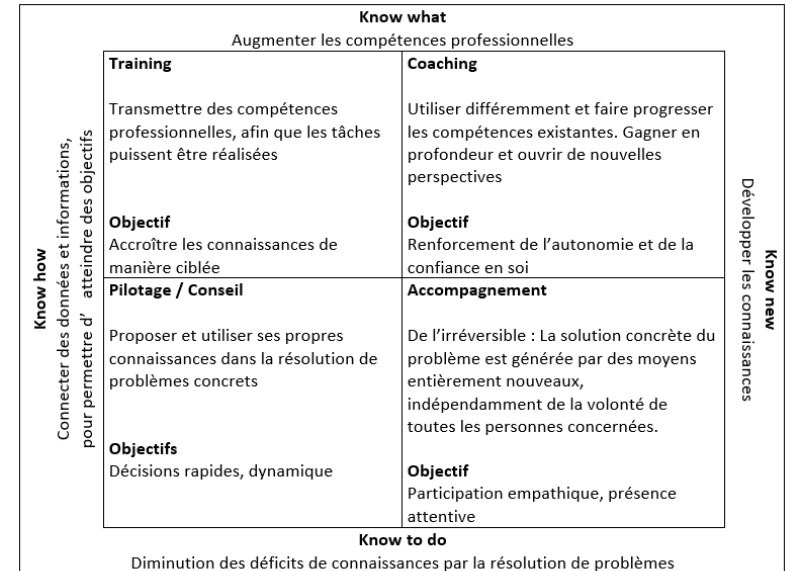 Know what
Augmenter les compétences professionnelles
Know how
Connecter des données et informations,
pour permettre d’ atteindre des objectifs
Training
Transmettre des compétences
professionnelles, afin que les tâches
puissent être réalisées
Objectif
Accroître les connaissances de
manière ciblée
Coaching
Utiliser différemment et faire progresser
les compétences existantes. Gagner en
profondeur et ouvrir de nouvelles
perspectives
Objectif
Renforcement de l’autonomie et de la
confiance en soi
Pilotage / Conseil
Proposer et utiliser ses propres
connaissances dans la résolution de
problèmes concrets
Objectifs
Décisions rapides, dynamique
Accompagnement
De l’irréversible : La solution concrète du
problème est générée par des moyens
entièrement nouveaux,
indépendamment de la volonté de
toutes les personnes concernées.
Objectif
Participation empathique, présence
attentive
Know new
Développer les connaissances
Know to do
Diminution des déficits de connaissances par la résolution de problèmes